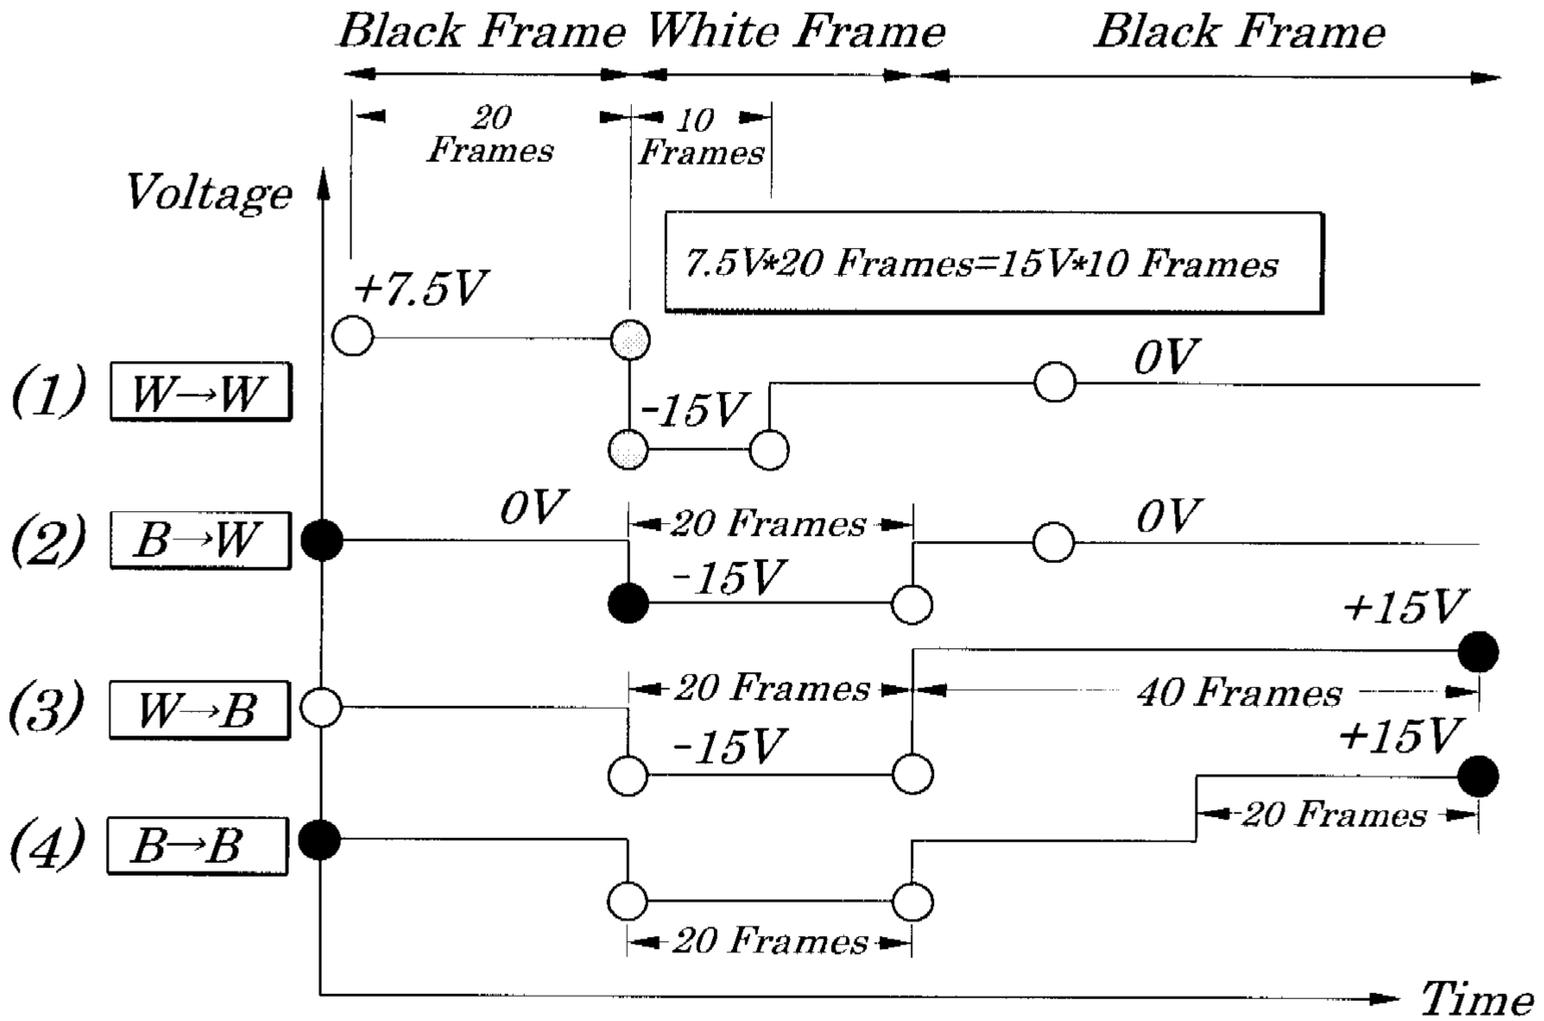 Black Frame White Frame Black Frame
20 Frames
10 Frames
Voltage
7.5V*20 Frames=15V*10 Frames
+7.5V
0V
(1) W→W
-15V
0V
20 Frames
0V
(2) B→W
-15V
+15V
20 Frames
40 Frames
(3) W→B
-15V
+15V
20 Frames
(4) B→B
20 Frames
Time